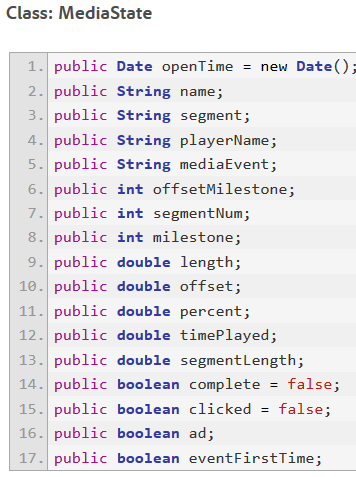 Class: MediaState
1. public Date openTime = new Date();
2. public String name;
3. public String segment;
4. public String playerName;
5. public String mediaEvent;
6. public int offsetMilestone;
7. public int segmentNum;
8. public int milestone;
9. public double length;
10. public double offset;
11. public double percent;
12. public double timePlayed;
13. public double segmentLength;
14. public boolean complete = false;
15. public boolean clicked = false;
16. public boolean ad;
17. public boolean eventFirstTime;